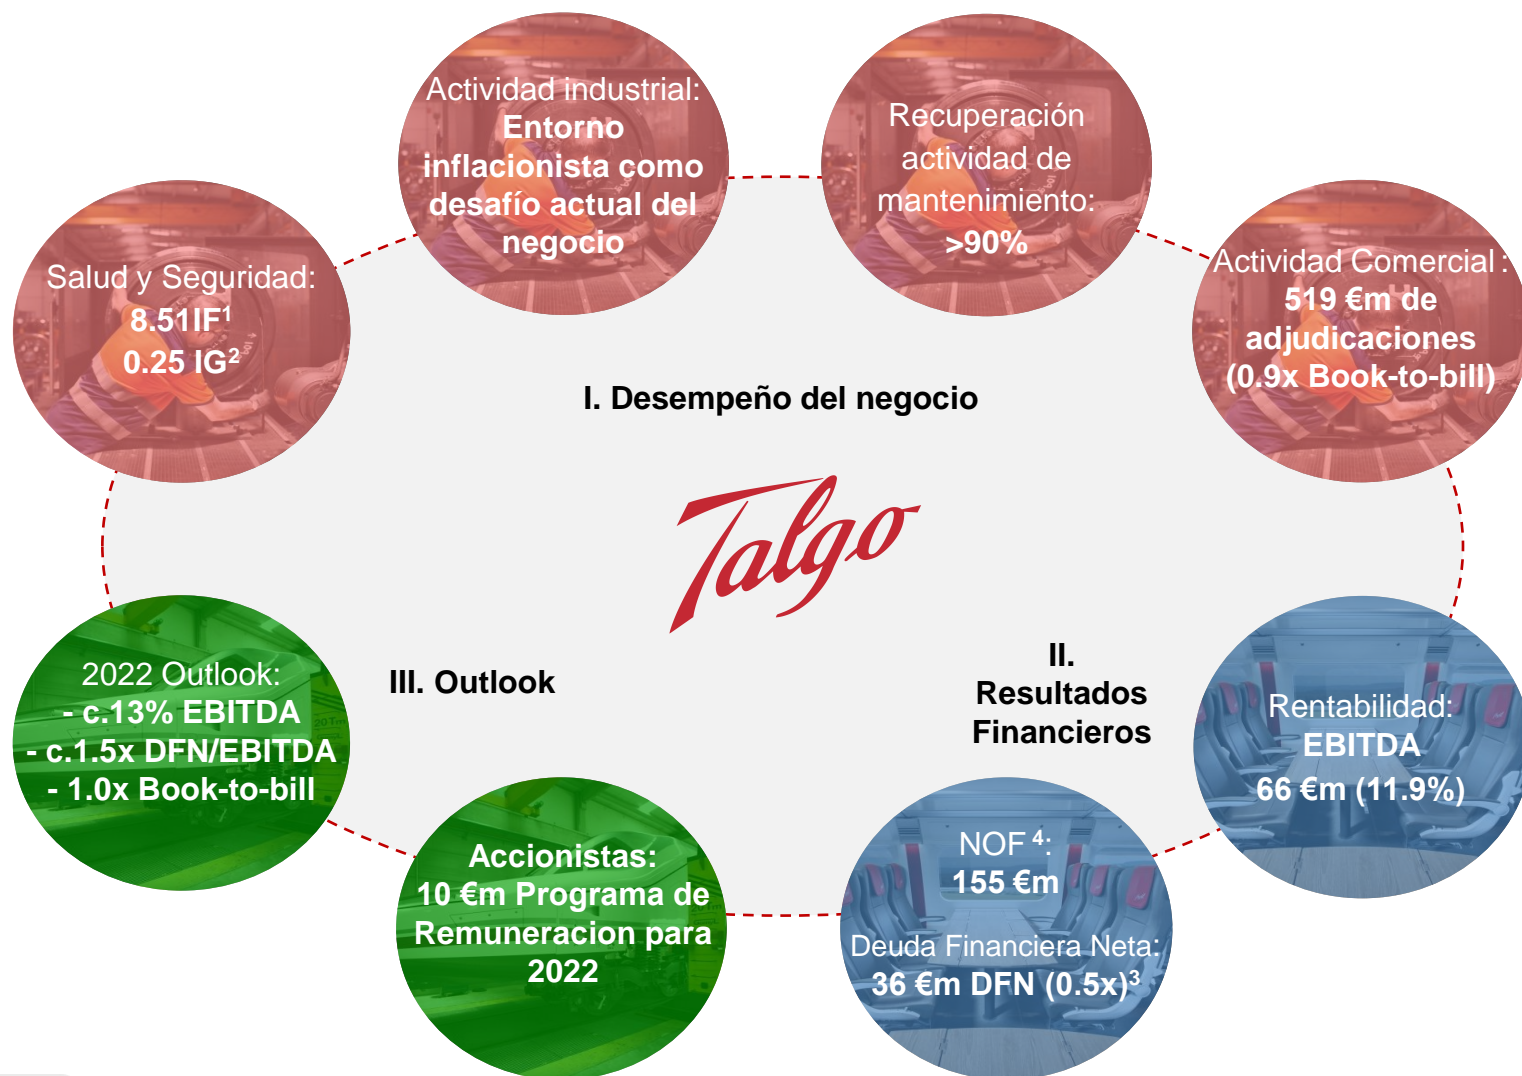 Actividad industrial:
Entorno
inflacionista como
desafío actual del
negocio
Recuperación
actividad de
mantenimiento:
>90%
Salud y Seguridad:
8.51IF¹
0.25 IG²
Actividad Comercial :
519 €m de
adjudicaciones
(0.9x Book-to-bill)
I. Desempeño del negocio
Talgo
III. Outlook
II.
Resultados
Financieros
2022 Outlook:
- c.13% EBITDA
- c.1.5x DFN/EBITDA
- 1.0x Book-to-bill
Rentabilidad:
EBITDA
66 €m (11.9%)
Accionistas:
10 €m Programa de
Remuneracion para
2022
NOF ⁴:
155 €m
Deuda Financiera Neta:
36 €m DFN (0.5x)³